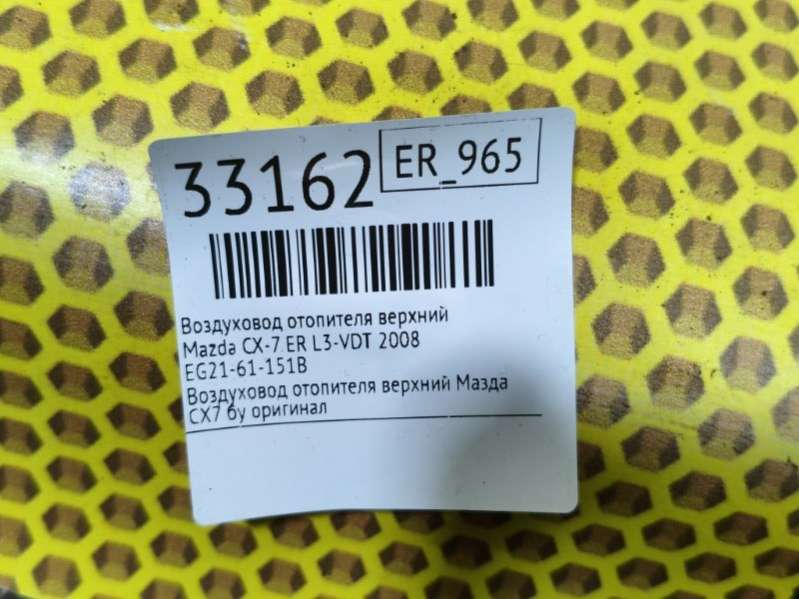 33162 ER_965
Воздуховод отопителя верхний
Mazda CX-7 ER L3-VDT 2008
EG21-61-151B
Воздуховод отопителя верхний Мазда
СХ7 бу оригинал